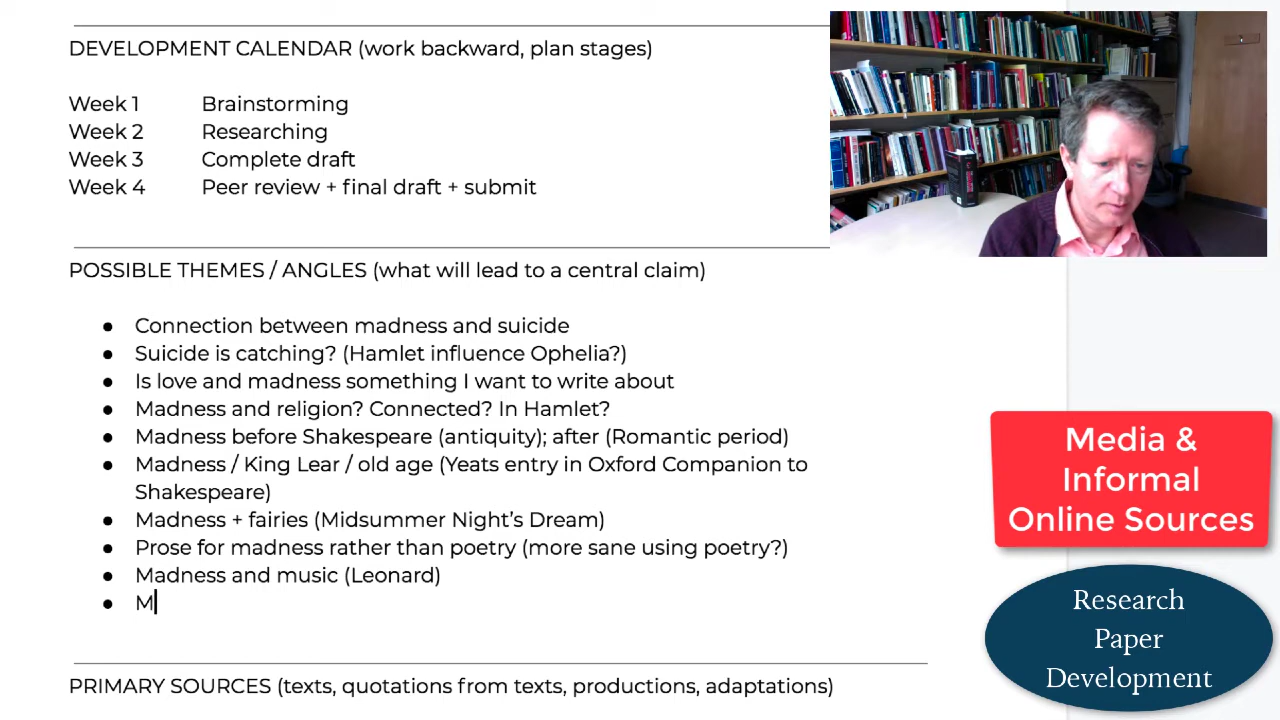 DEVELOPMENT CALENDAR (work backward, plan stages)
Week 1 Brainstorming
Week 2 Researching
Week 3 Complete draft
Week 4 Peer review + final draft + submit
POSSIBLE THEMES / ANGLES (what will lead to a central claim)
● Connection between madness and suicide
● Suicide is catching? (Hamlet influence Ophelia?)
● Is love and madness something I want to write about
● Madness and religion? Connected? In Hamlet?
● Madness before Shakespeare (antiquity); after (Romantic period)
● Madness / King Lear / old age (Yeats entry in Oxford Companion to
Shakespeare)
● Madness + fairies (Midsummer Night's Dream)
● Prose for madness rather than poetry (more sane using poetry?)
● Madness and music (Leonard)
● M
PRIMARY SOURCES (texts, quotations from texts, productions, adaptations)
Media &
Informal
Online Sources
Research
Paper
Development